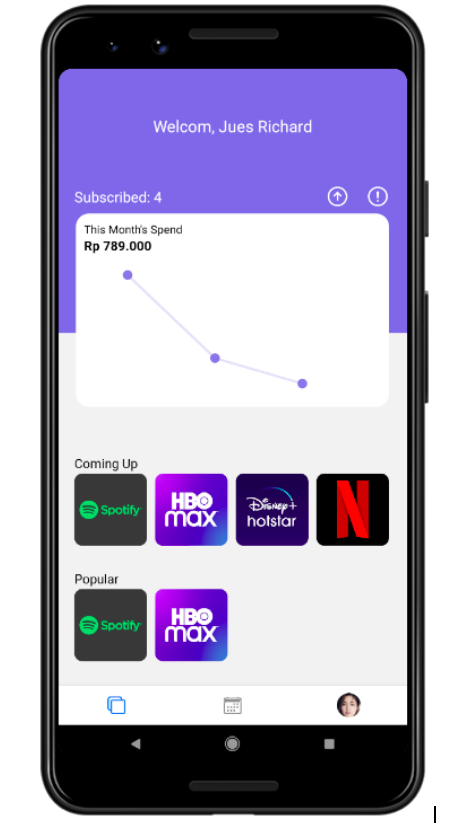 Welcom, Jues Richard
Subscribed: 4
This Month's Spend
Rp 789.000
Coming Up
Spotify
HBO
max
Disney+
hotstar
N
Popular
Spotify
HBO
max